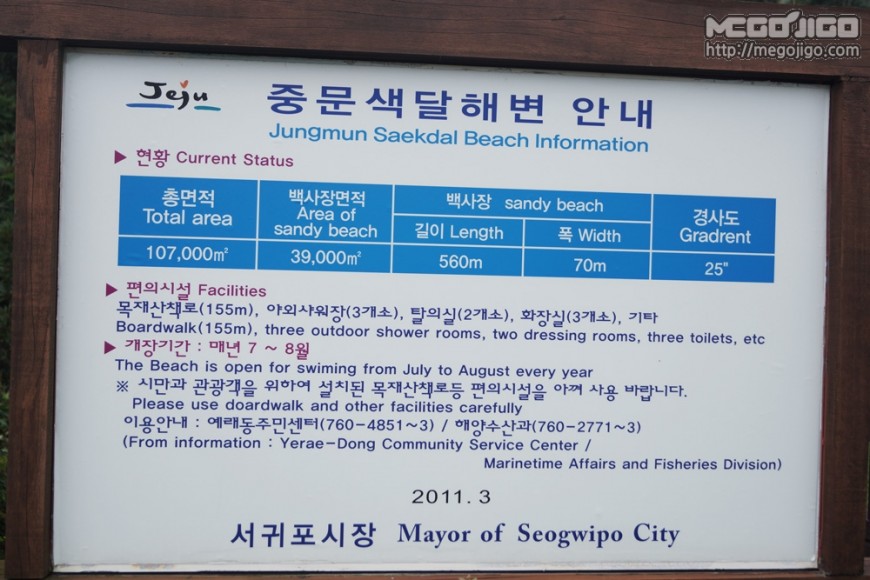 MEGOJIGO
http://megojigo.com
Jeju 중문색달해변 안내
Jungmun Saekdal Beach Information
▶ 현황 Current Status
총면적 백사장면적 백사장 sandy beach 경사도
Total area Area of sandy beach 길이 Length 폭 Width Gradrent
107,000㎡ 39,000㎡ 560m 70m 25"
▶ 편의시설 Facilities
목재산책로(155m), 야외샤워장(3개소), 탈의실(2개소), 화장실(3개소), 기타
Boardwalk(155m), three outdoor shower rooms, two dressing rooms, three toilets, etc
▶ 개장기간 : 매년 7 ~ 8월
The Beach is open for swiming from July to August every year
※ 시만과 관광객을 위하여 설치된 목재산책로등 편의시설을 아껴 사용 바랍니다.
Please use doardwalk and other facilities carefully
이용안내 : 예래동주민센터(760-4851~3) / 해양수산과(760-2771~3)
(From information : Yerae-Dong Community Service Center /
Marinetime Affairs and Fisheries Division)
2011. 3
서귀포시장 Mayor of Seogwipo City